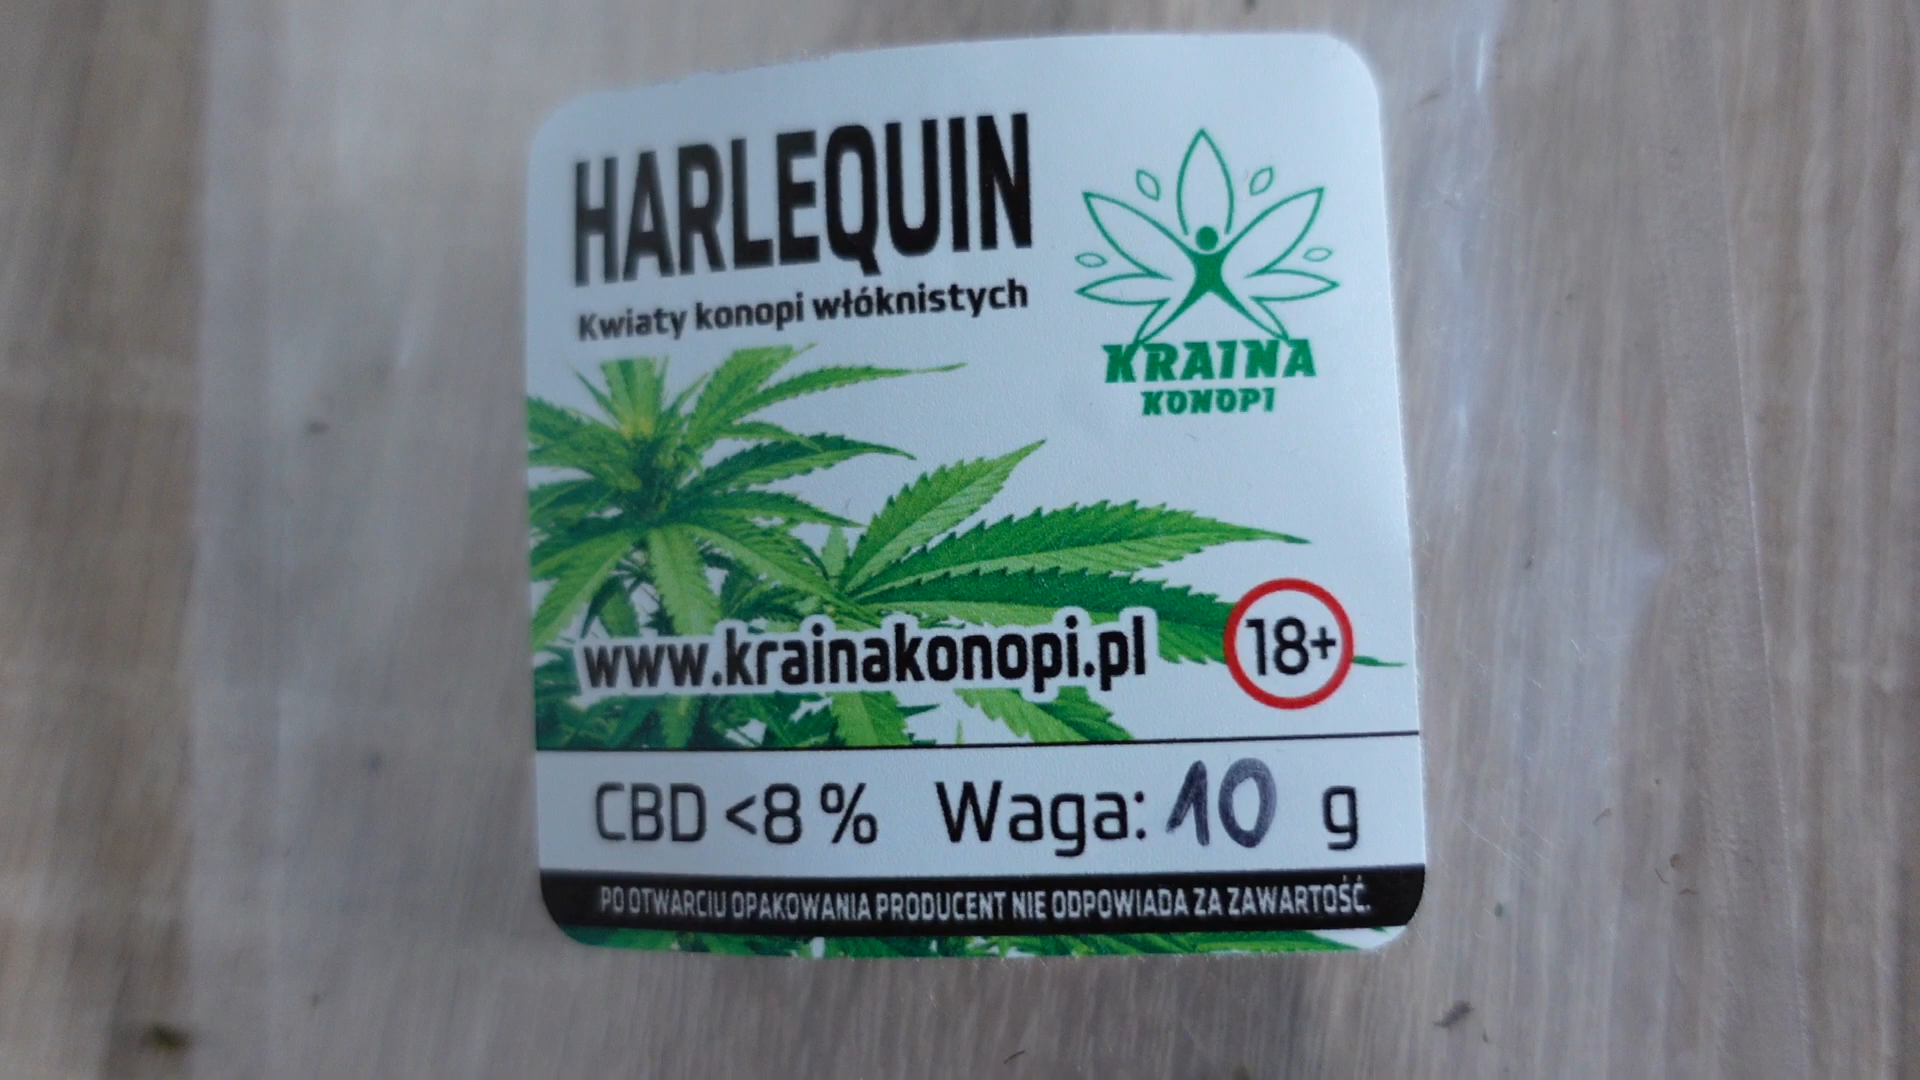 HARLEQUIN
Kwiaty konopi włóknistych
KRAINA
KONOPI
www.krainakonopi.pl
18+
CBD <8 % Waga: 10 g
PO OTWARCIU OPAKOWANIA PRODUCENT NIE ODPOWIADA ZA ZAWARTOŚĆ.